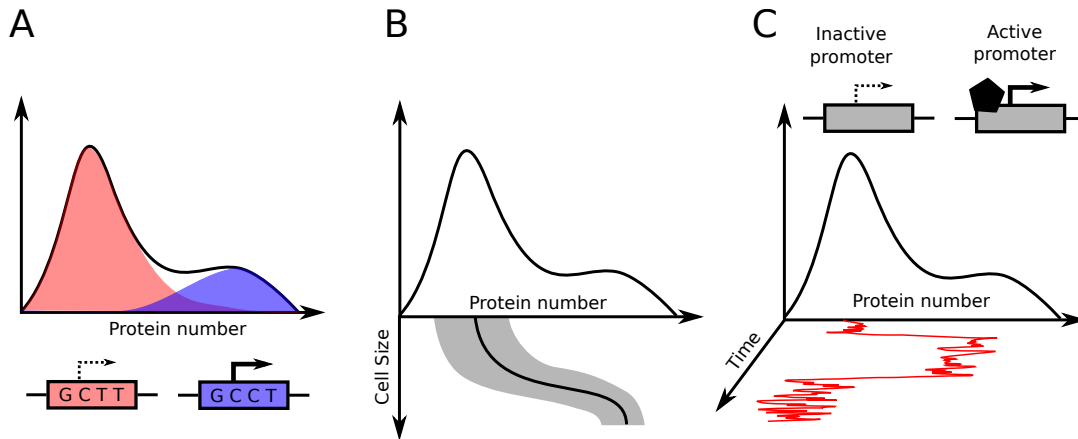 A
Protein number
G C T T
G C C T
B
Protein number
Cell Size
C
Inactive
promoter
Active
promoter
Protein number
Time